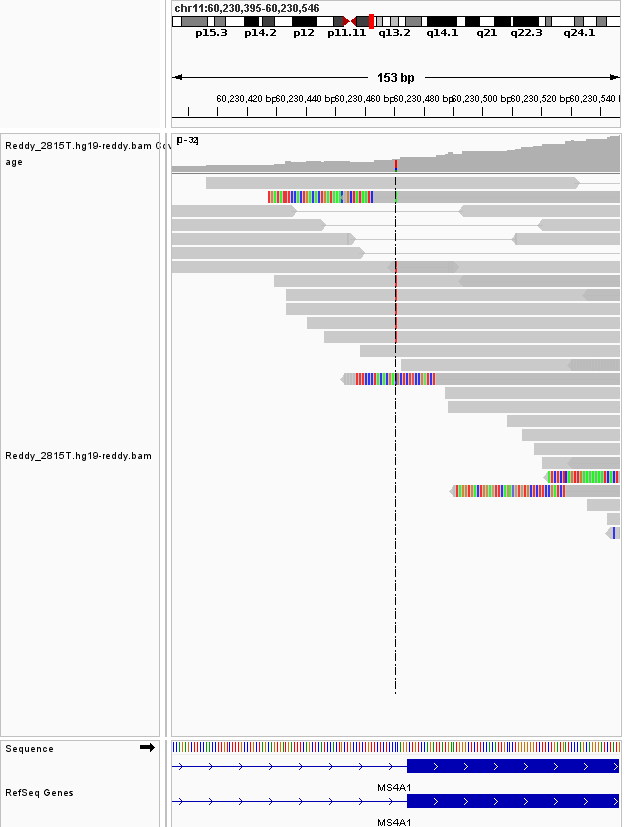 chr11:60,230,395-60,230,546
p15.3 p14.2 p12 p11.11 q13.2 q14.1 q21 q22.3 q24.1
153 bp
60,230,420 bp 60,230,440 bp 60,230,460 bp 60,230,480 bp 60,230,500 bp 60,230,520 bp 60,230,540
Reddy_2815T.hg19-reddy.bam Cov
age
[0-32]
Reddy_2815T.hg19-reddy.bam
Sequence
MS4A1
RefSeq Genes
MS4A1